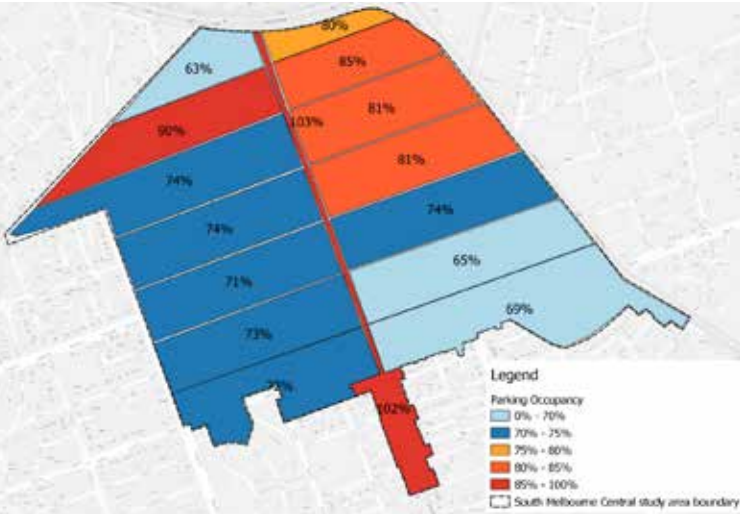 80%
63%
85%
103%
81%
90%
81%
74%
74%
74%
65%
71%
69%
73%
102%
Legend
Parking Occupancy
0% - 70%
70% - 75%
75% - 80%
80% - 85%
85% - 100%
South Melbourne Central study area boundary